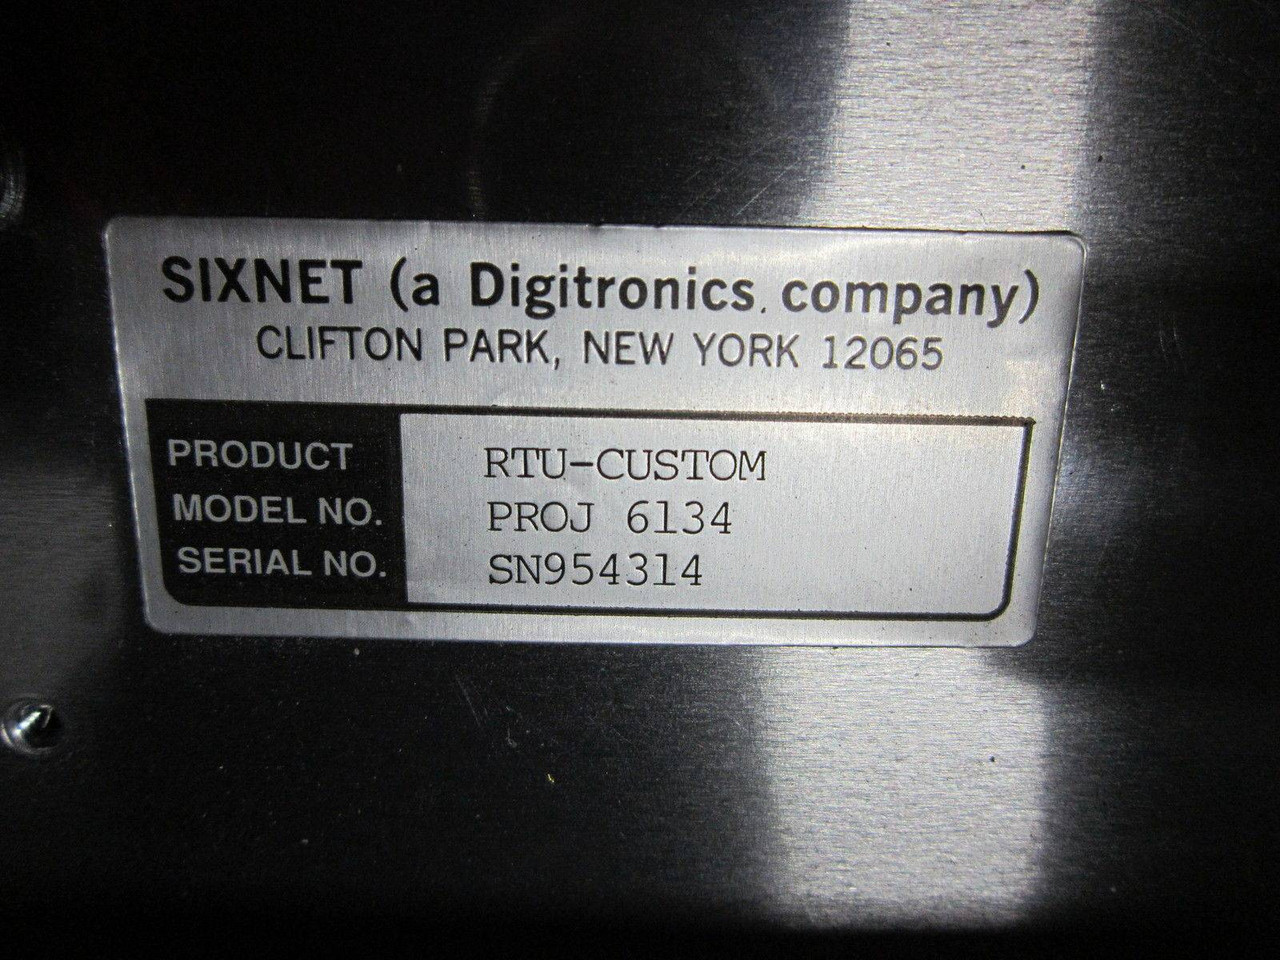 SIXNET (a Digitronics company)
CLIFTON PARK, NEW YORK 12065
PRODUCT RTU-CUSTOM
MODEL NO. PROJ 6134
SERIAL NO. SN954314